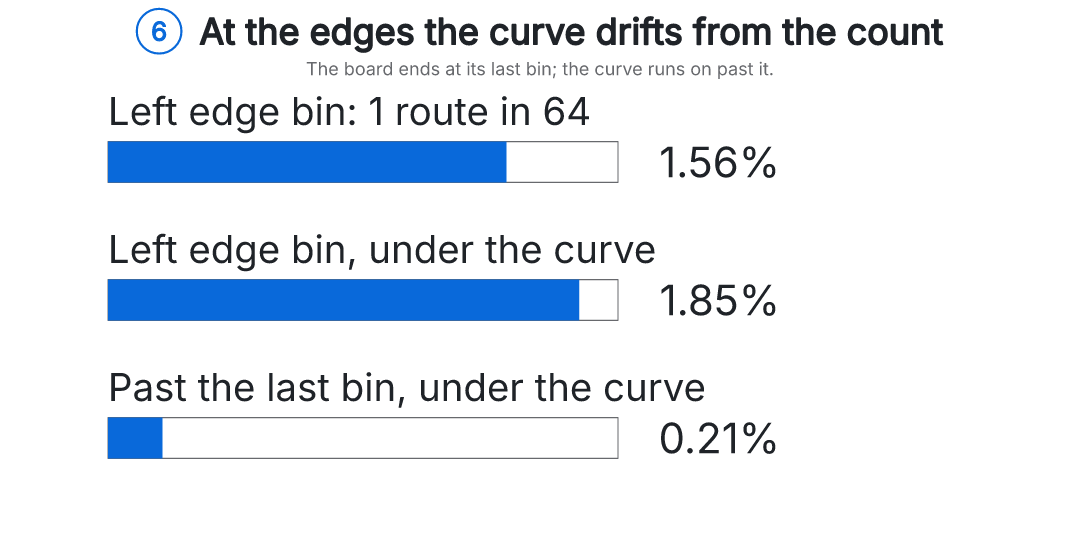 6 At the edges the curve drifts from the count
The board ends at its last bin; the curve runs on past it.
Left edge bin: 1 route in 64
1.56%
Left edge bin, under the curve
1.85%
Past the last bin, under the curve
0.21%